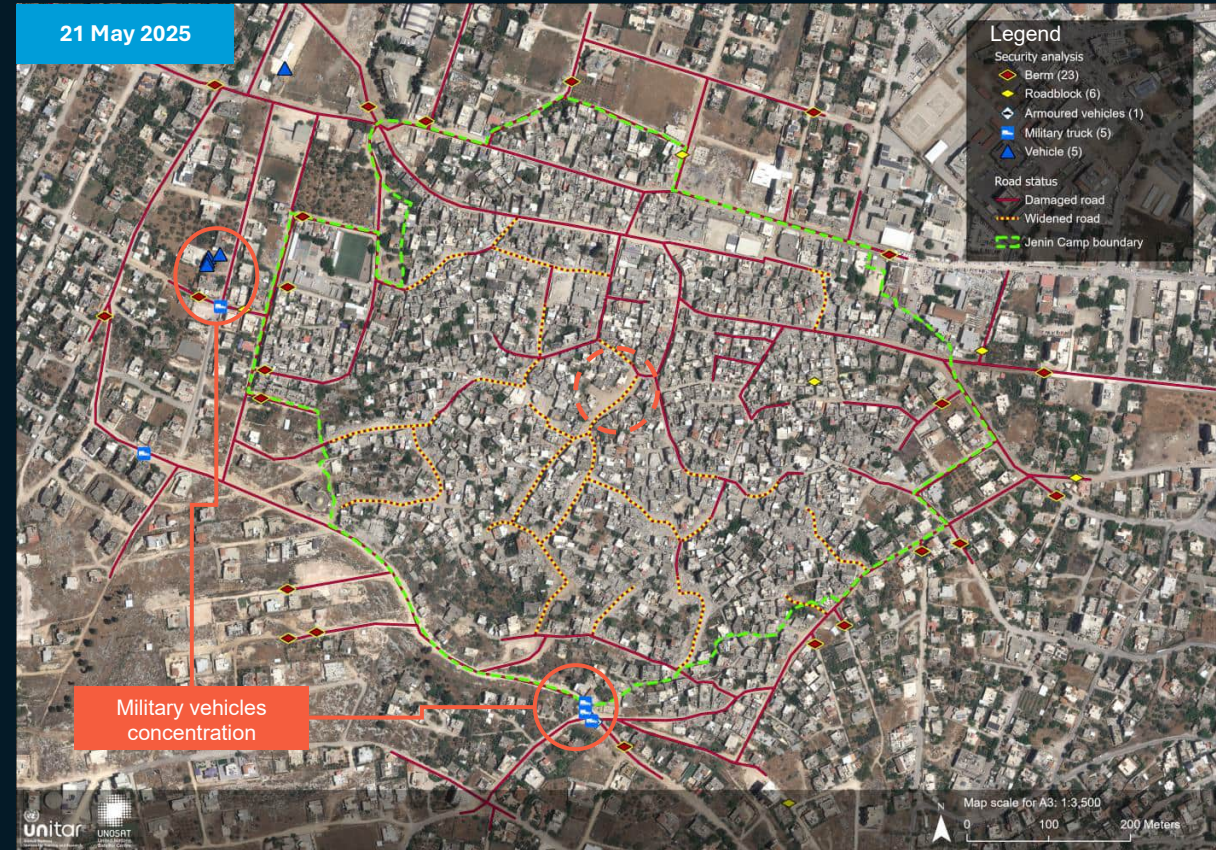 21 May 2025
Legend
Security analysis
Berm (23)
Roadblock (6)
Armoured vehicles (1)
Military truck (5)
Vehicle (5)
Road status
Damaged road
Widened road
Jenin Camp boundary
Military vehicles
concentration
unitar
UNOSAT
N
Map scale for A3: 1:3,500
0 100 200 Meters